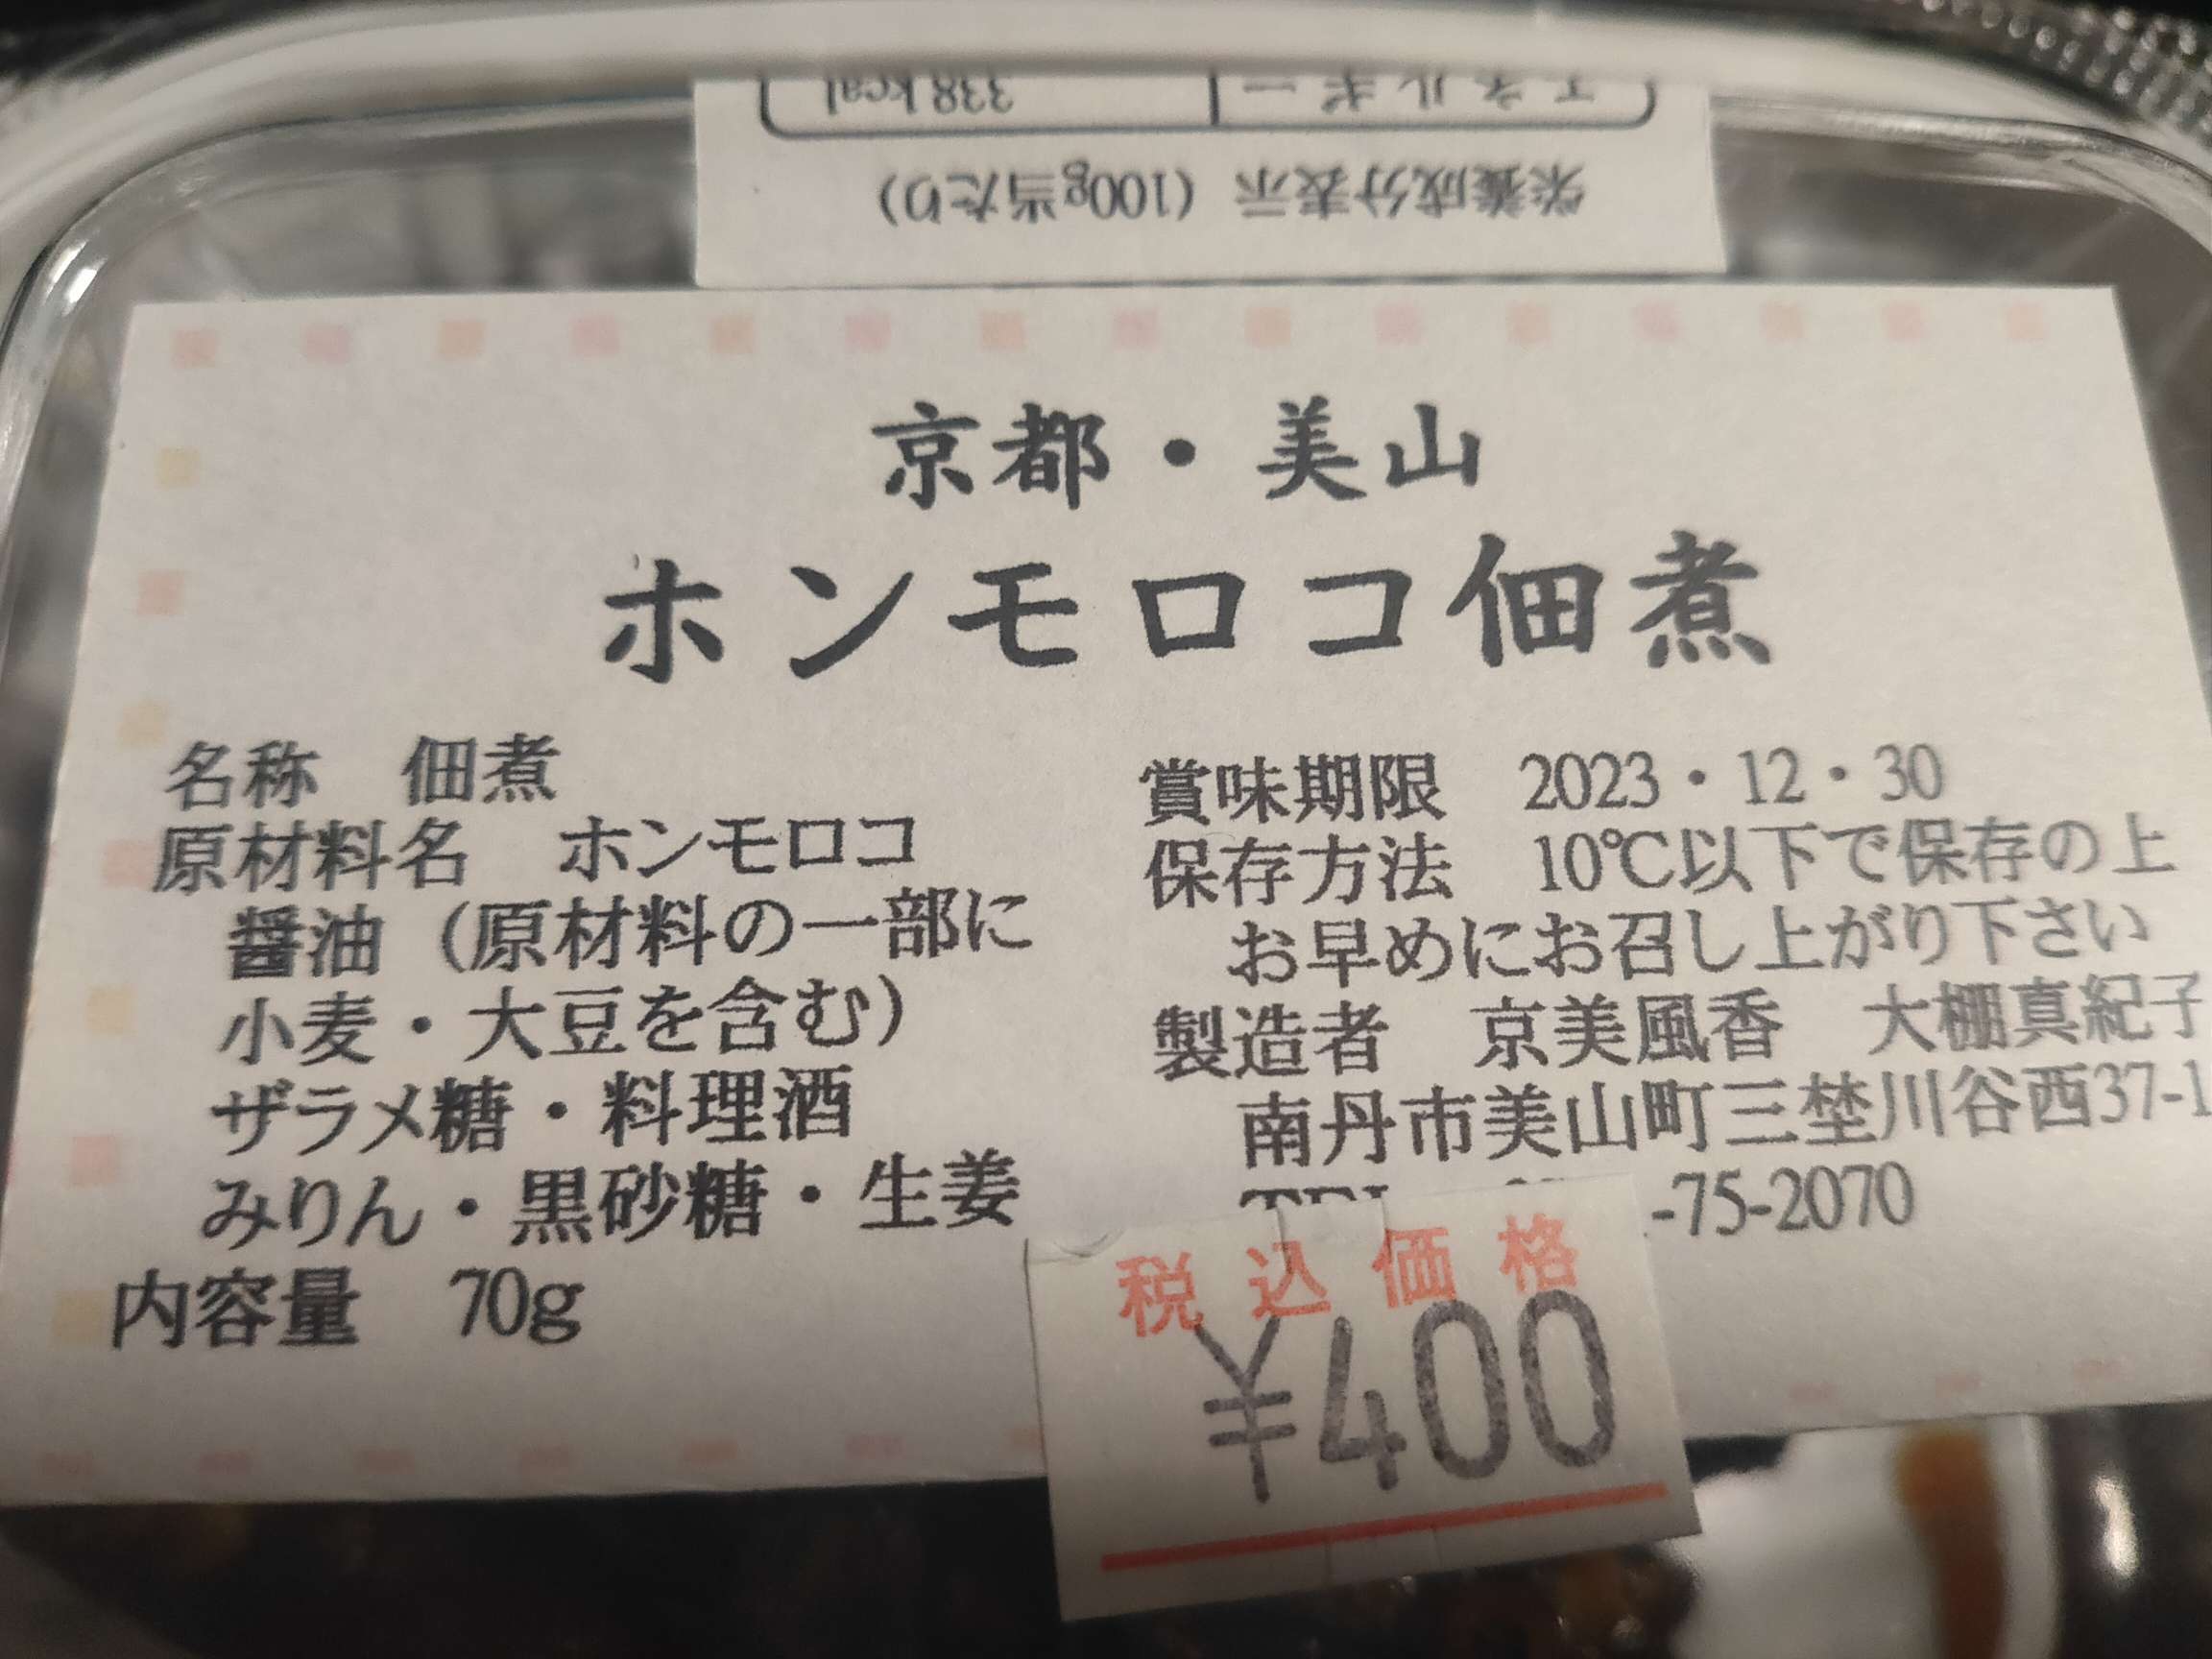 エネルギー 338kcal
栄養成分表示 (100g当たり)
京都・美山
ホンモロコ佃煮
名称 佃煮
原材料名 ホンモロコ
醤油（原材料の一部に
小麦・大豆を含む）
ザラメ糖・料理酒
みりん・黒砂糖・生姜
内容量 70g
賞味期限 2023・12・30
保存方法 10℃以下で保存の上
お早めにお召し上がり下さい
製造者 京美風香 大棚真紀子
南丹市美山町三埜川谷西37-1
-75-2070
税込価格
¥400